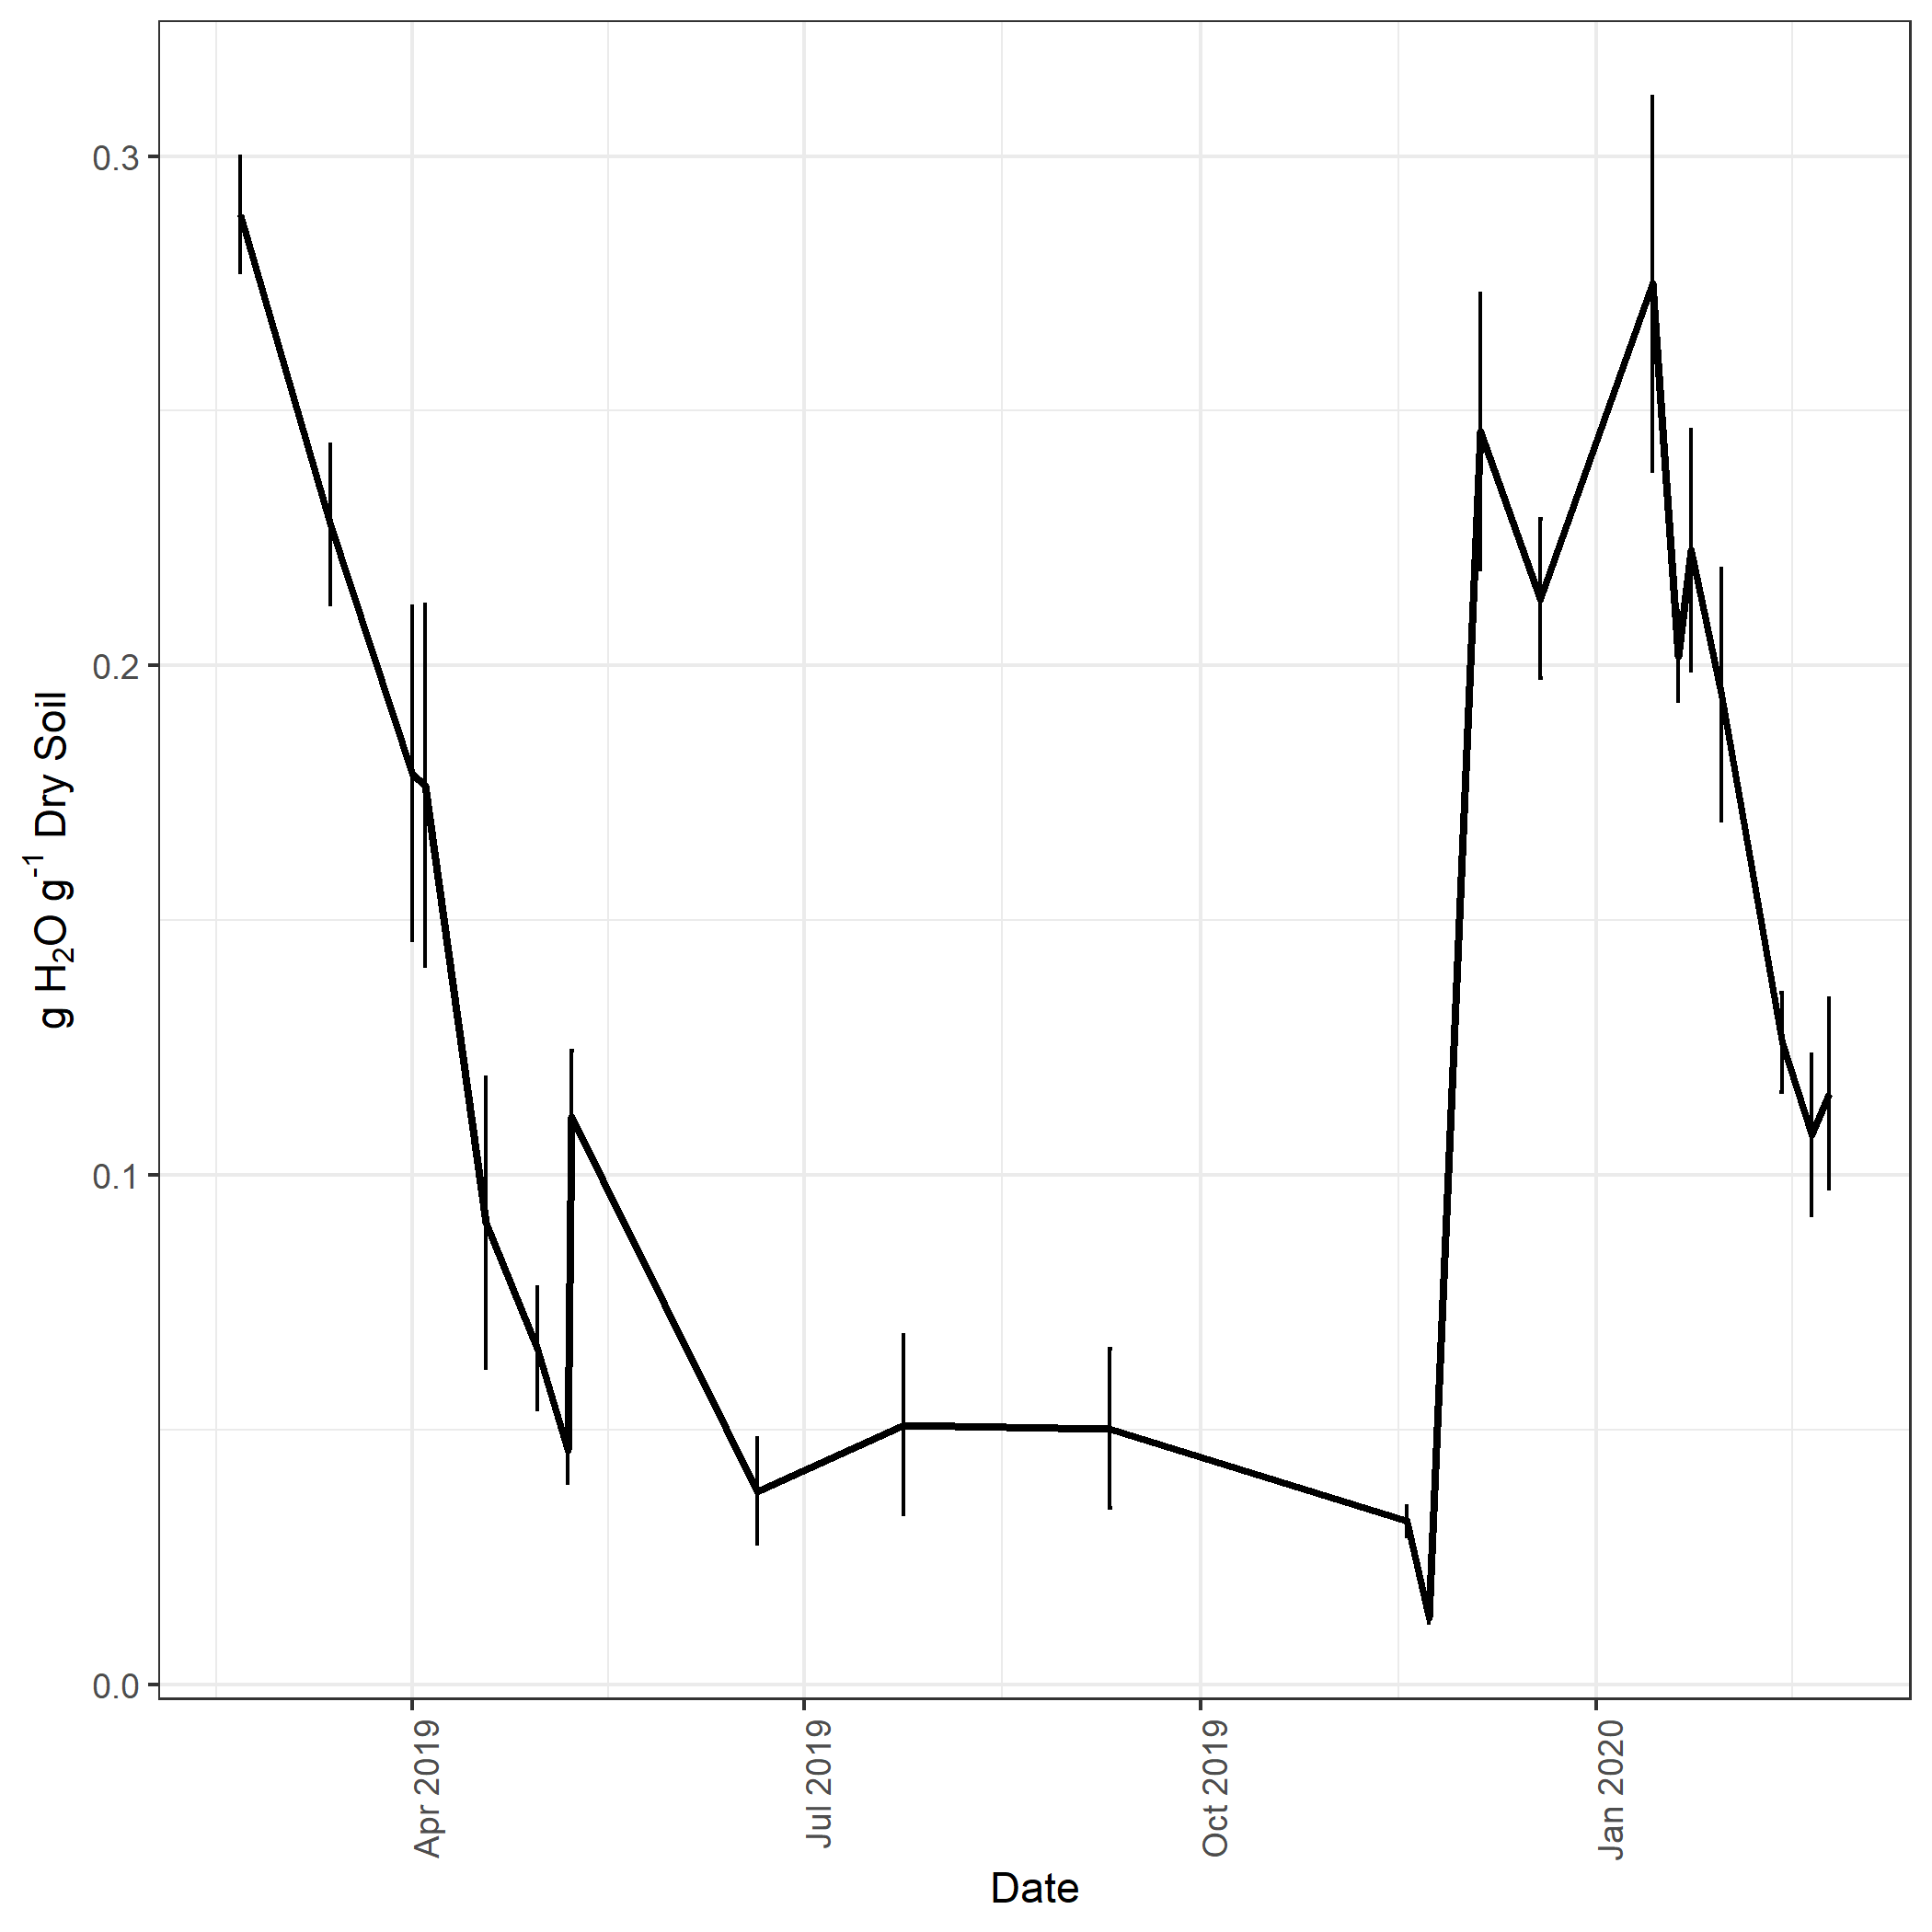 g H₂O g⁻¹ Dry Soil
0.3
0.2
0.1
0.0
Apr 2019
Jul 2019
Oct 2019
Jan 2020
Date